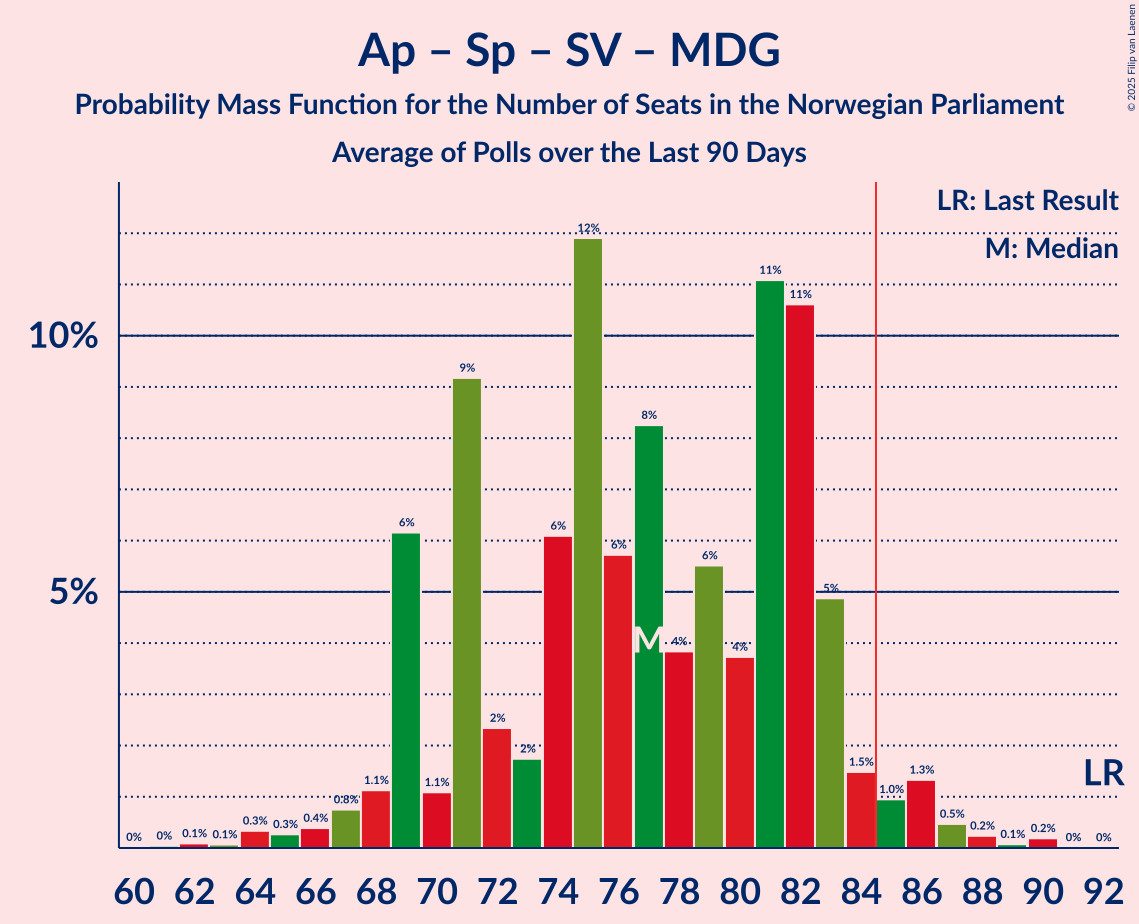 Ap – Sp – SV – MDG
Probability Mass Function for the Number of Seats in the Norwegian Parliament
Average of Polls over the Last 90 Days
© 2025 Filip van Laenen
LR: Last Result
M: Median
10%
5%
0% 0% 0.1% 0.1% 0.3% 0.3% 0.4% 0.8% 1.1% 6% 1.1% 9% 2% 2% 6% 12% 6% 8% 4% 6% 4% 11% 11% 5% 1.5% 1.0% 1.3% 0.5% 0.2% 0.1% 0.2% 0% 0%
M
LR
60 62 64 66 68 70 72 74 76 78 80 82 84 86 88 90 92